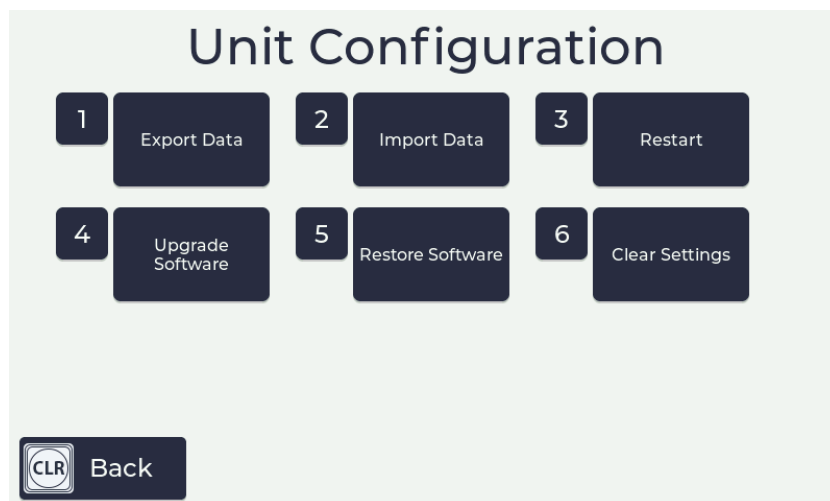 Unit Configuration
1 Export Data
2 Import Data
3 Restart
4 Upgrade
Software
5 Restore Software
6 Clear Settings
CLR Back